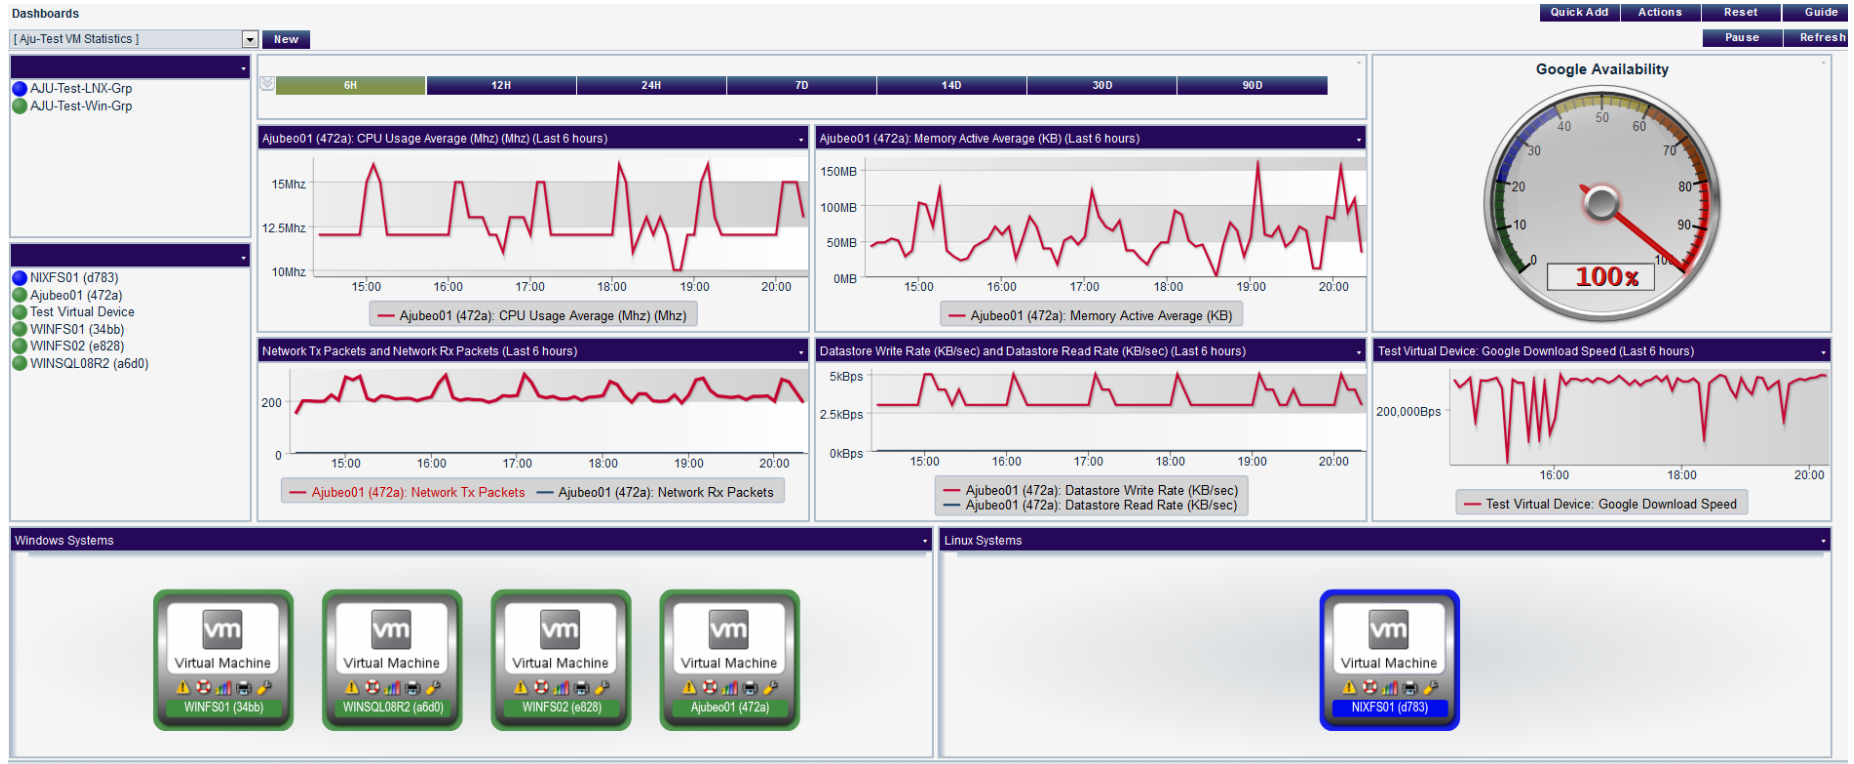 Dashboards
Quick Add Actions Reset Guide
[ Aju-Test VM Statistics ] New
Pause Refresh
AJU-Test-LNX-Grp
AJU-Test-Win-Grp
NIXFS01 (d783)
Ajubeo01 (472a)
Test Virtual Device
WINFS01 (34bb)
WINFS02 (e828)
WINSQL08R2 (a6d0)
6H 12H 24H 7D 14D 30D 90D
Ajubeo01 (472a): CPU Usage Average (Mhz) (Mhz) (Last 6 hours)
15Mhz
12.5Mhz
10Mhz
15:00 16:00 17:00 18:00 19:00 20:00
Ajubeo01 (472a): CPU Usage Average (Mhz) (Mhz)
Ajubeo01 (472a): Memory Active Average (KB) (Last 6 hours)
150MB
100MB
50MB
0MB
15:00 16:00 17:00 18:00 19:00 20:00
Ajubeo01 (472a): Memory Active Average (KB)
Google Availability
0 10 20 30 40 50 60 70 80 90 100
100%
Network Tx Packets and Network Rx Packets (Last 6 hours)
200
0
15:00 16:00 17:00 18:00 19:00 20:00
Ajubeo01 (472a): Network Tx Packets Ajubeo01 (472a): Network Rx Packets
Datastore Write Rate (KB/sec) and Datastore Read Rate (KB/sec) (Last 6 hours)
5kBps
2.5kBps
0kBps
15:00 16:00 17:00 18:00 19:00 20:00
Ajubeo01 (472a): Datastore Write Rate (KB/sec)
Ajubeo01 (472a): Datastore Read Rate (KB/sec)
Test Virtual Device: Google Download Speed (Last 6 hours)
200,000Bps
16:00 18:00 20:00
Test Virtual Device: Google Download Speed
Windows Systems
vm vm vm vm
Virtual Machine Virtual Machine Virtual Machine Virtual Machine
WINFS01 (34bb) WINSQL08R2 (a6d0) WINFS02 (e828) Ajubeo01 (472a)
Linux Systems
vm
Virtual Machine
NIXFS01 (d783)